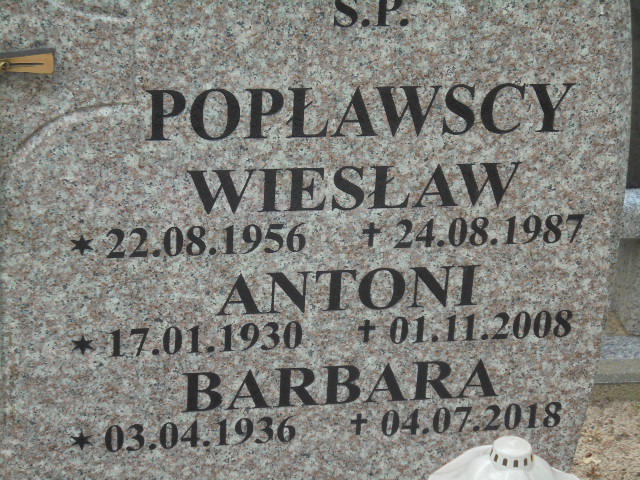 S.P.
POPŁAWSCY
WIESŁAW
* 22.08.1956 † 24.08.1987
ANTONI
* 17.01.1930 † 01.11.2008
BARBARA
* 03.04.1936 † 04.07.2018